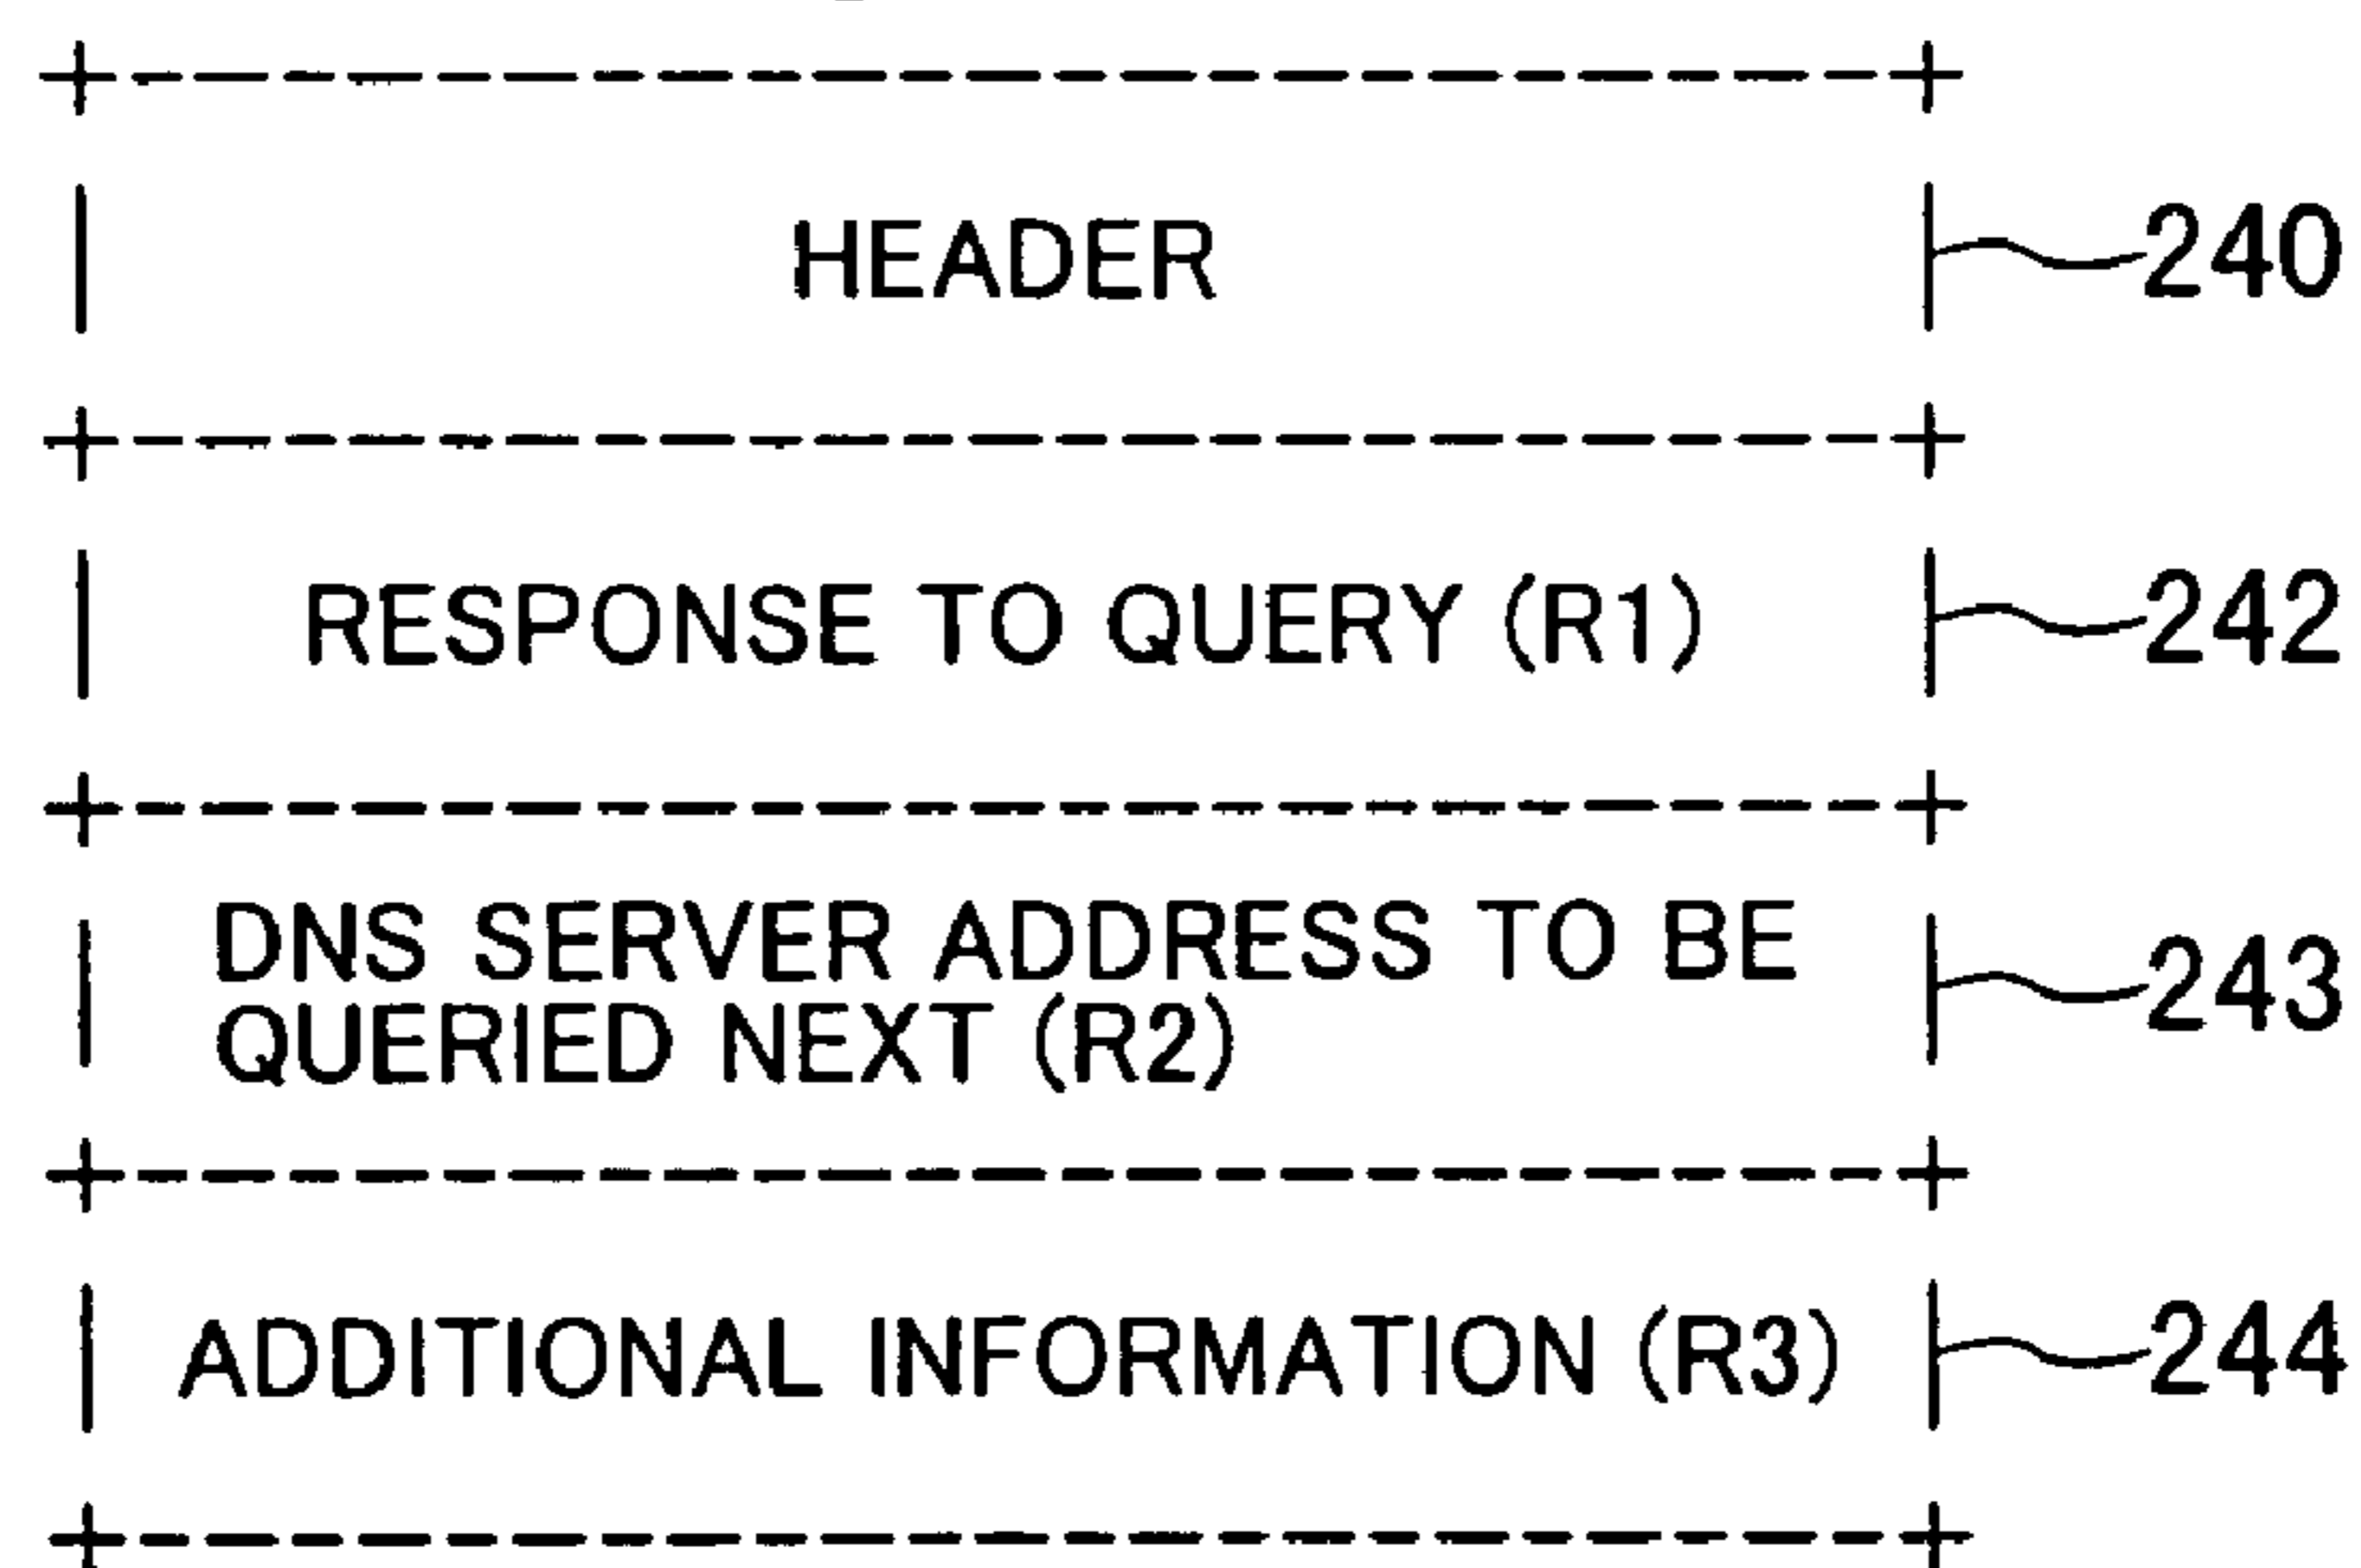 HEADER 240
RESPONSE TO QUERY (R1) 242
DNS SERVER ADDRESS TO BE
QUERIED NEXT (R2) 243
ADDITIONAL INFORMATION (R3) 244